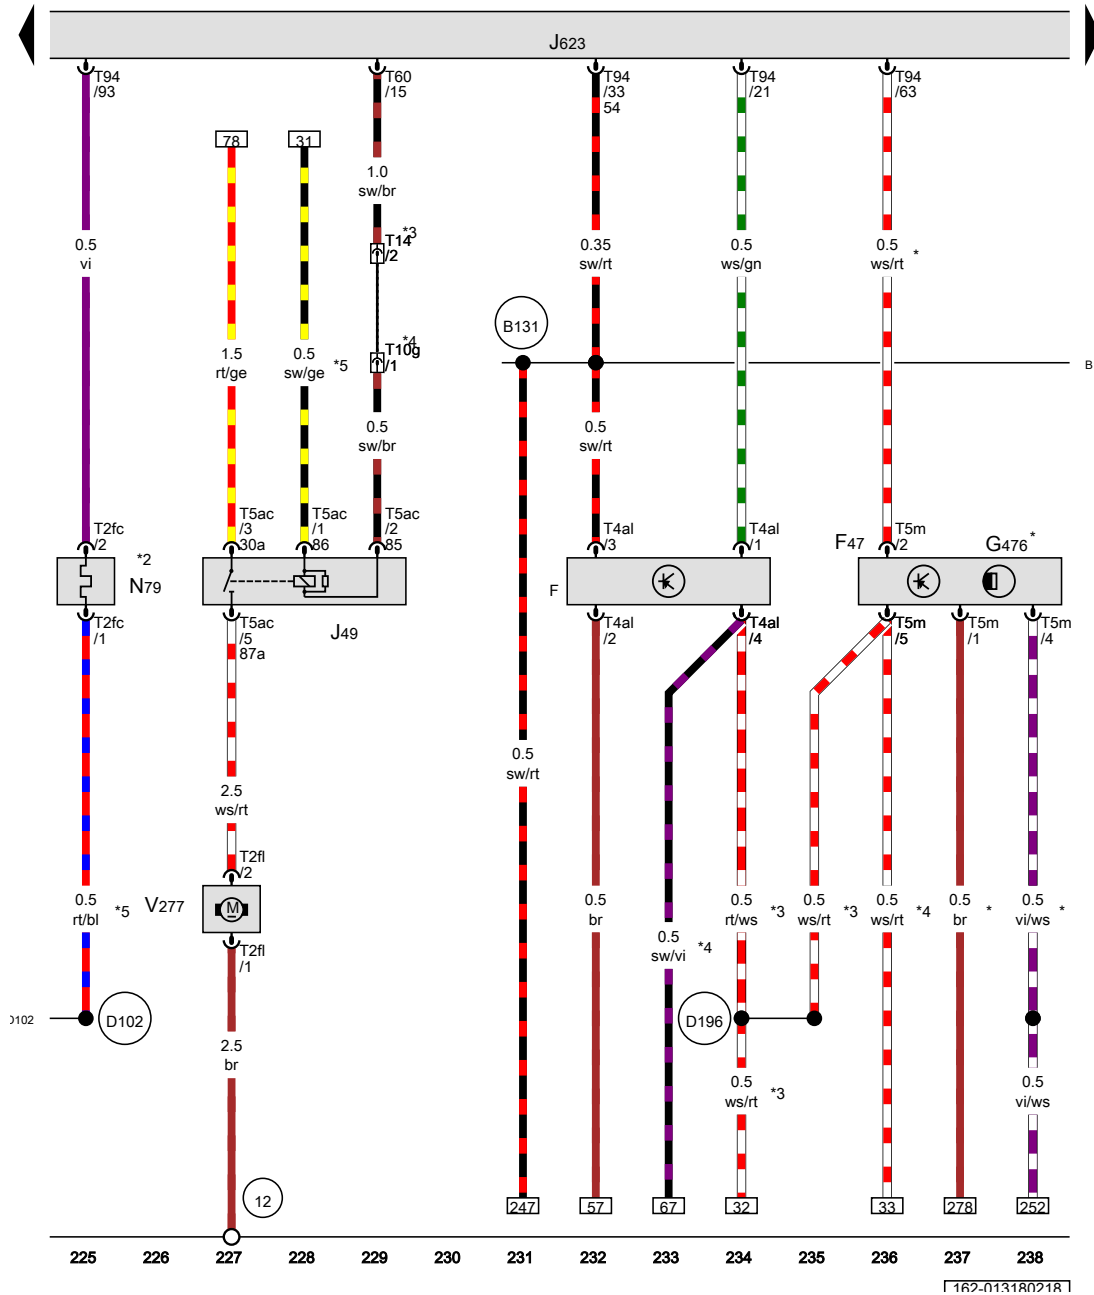 J623
T94
/93
T60
/15
T94
/33
54
T94
/21
T94
/63
78
31
1.0
sw/br
0.5
vi
T14 *3
/2
0.35
sw/rt
0.5
ws/gn
0.5
ws/rt *
B131
1.5
rt/ge
0.5
sw/ge *5
T10g *4
/1
B
0.5
sw/br
0.5
sw/rt
T2fc
/2
T5ac
/3
30a
T5ac
/1
86
T5ac
/2
85
T4al
/3
T4al
/1
F47
T5m
/2
G476 *
*2
N79
J49
F
T2fc
/1
T5ac
/5
87a
T4al
/2
T4al
/4
T5m
/5
T5m
/1
T5m
/4
0.5
sw/rt
2.5
ws/rt
T2fl
/2
V277
M
T2fl
/1
0.5
rt/bl *5
0.5
br
0.5
sw/vi *4
0.5
rt/ws *3
0.5
ws/rt *3
0.5
ws/rt *4
0.5
br *
0.5
vi/ws *
D102
D102
D196
2.5
br
0.5
ws/rt *3
0.5
vi/ws
12
247
57
67
32
33
278
252
225 226 227 228 229 230 231 232 233 234 235 236 237 238
162-013180218